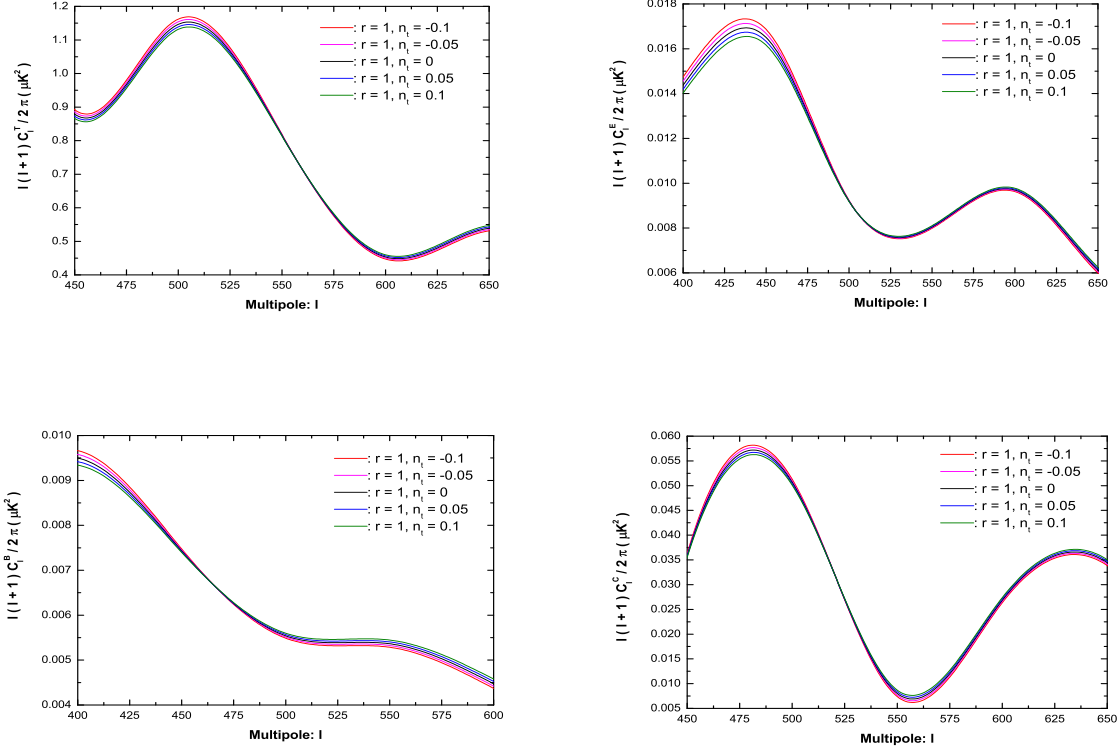 1.2
1.1
1.0
0.9
0.8
0.7
0.6
0.5
0.4
l ( l + 1 ) C_l^T / 2 π ( μK²)
: r = 1, n_t = -0.1
: r = 1, n_t = -0.05
: r = 1, n_t = 0
: r = 1, n_t = 0.05
: r = 1, n_t = 0.1
450 475 500 525 550 575 600 625 650
Multipole: l
0.018
0.016
0.014
0.012
0.010
0.008
0.006
l ( l + 1 ) C_l^E / 2 π ( μK²)
: r = 1, n_t = -0.1
: r = 1, n_t = -0.05
: r = 1, n_t = 0
: r = 1, n_t = 0.05
: r = 1, n_t = 0.1
400 425 450 475 500 525 550 575 600 625 650
Multipole: l
0.010
0.009
0.008
0.007
0.006
0.005
0.004
l ( l + 1 ) C_l^B / 2 π ( μK²)
: r = 1, n_t = -0.1
: r = 1, n_t = -0.05
: r = 1, n_t = 0
: r = 1, n_t = 0.05
: r = 1, n_t = 0.1
400 425 450 475 500 525 550 575 600
Multipole: l
0.060
0.055
0.050
0.045
0.040
0.035
0.030
0.025
0.020
0.015
0.010
0.005
l ( l + 1 ) C_l^C / 2 π ( μK²)
: r = 1, n_t = -0.1
: r = 1, n_t = -0.05
: r = 1, n_t = 0
: r = 1, n_t = 0.05
: r = 1, n_t = 0.1
450 475 500 525 550 575 600 625 650
Multipole: l